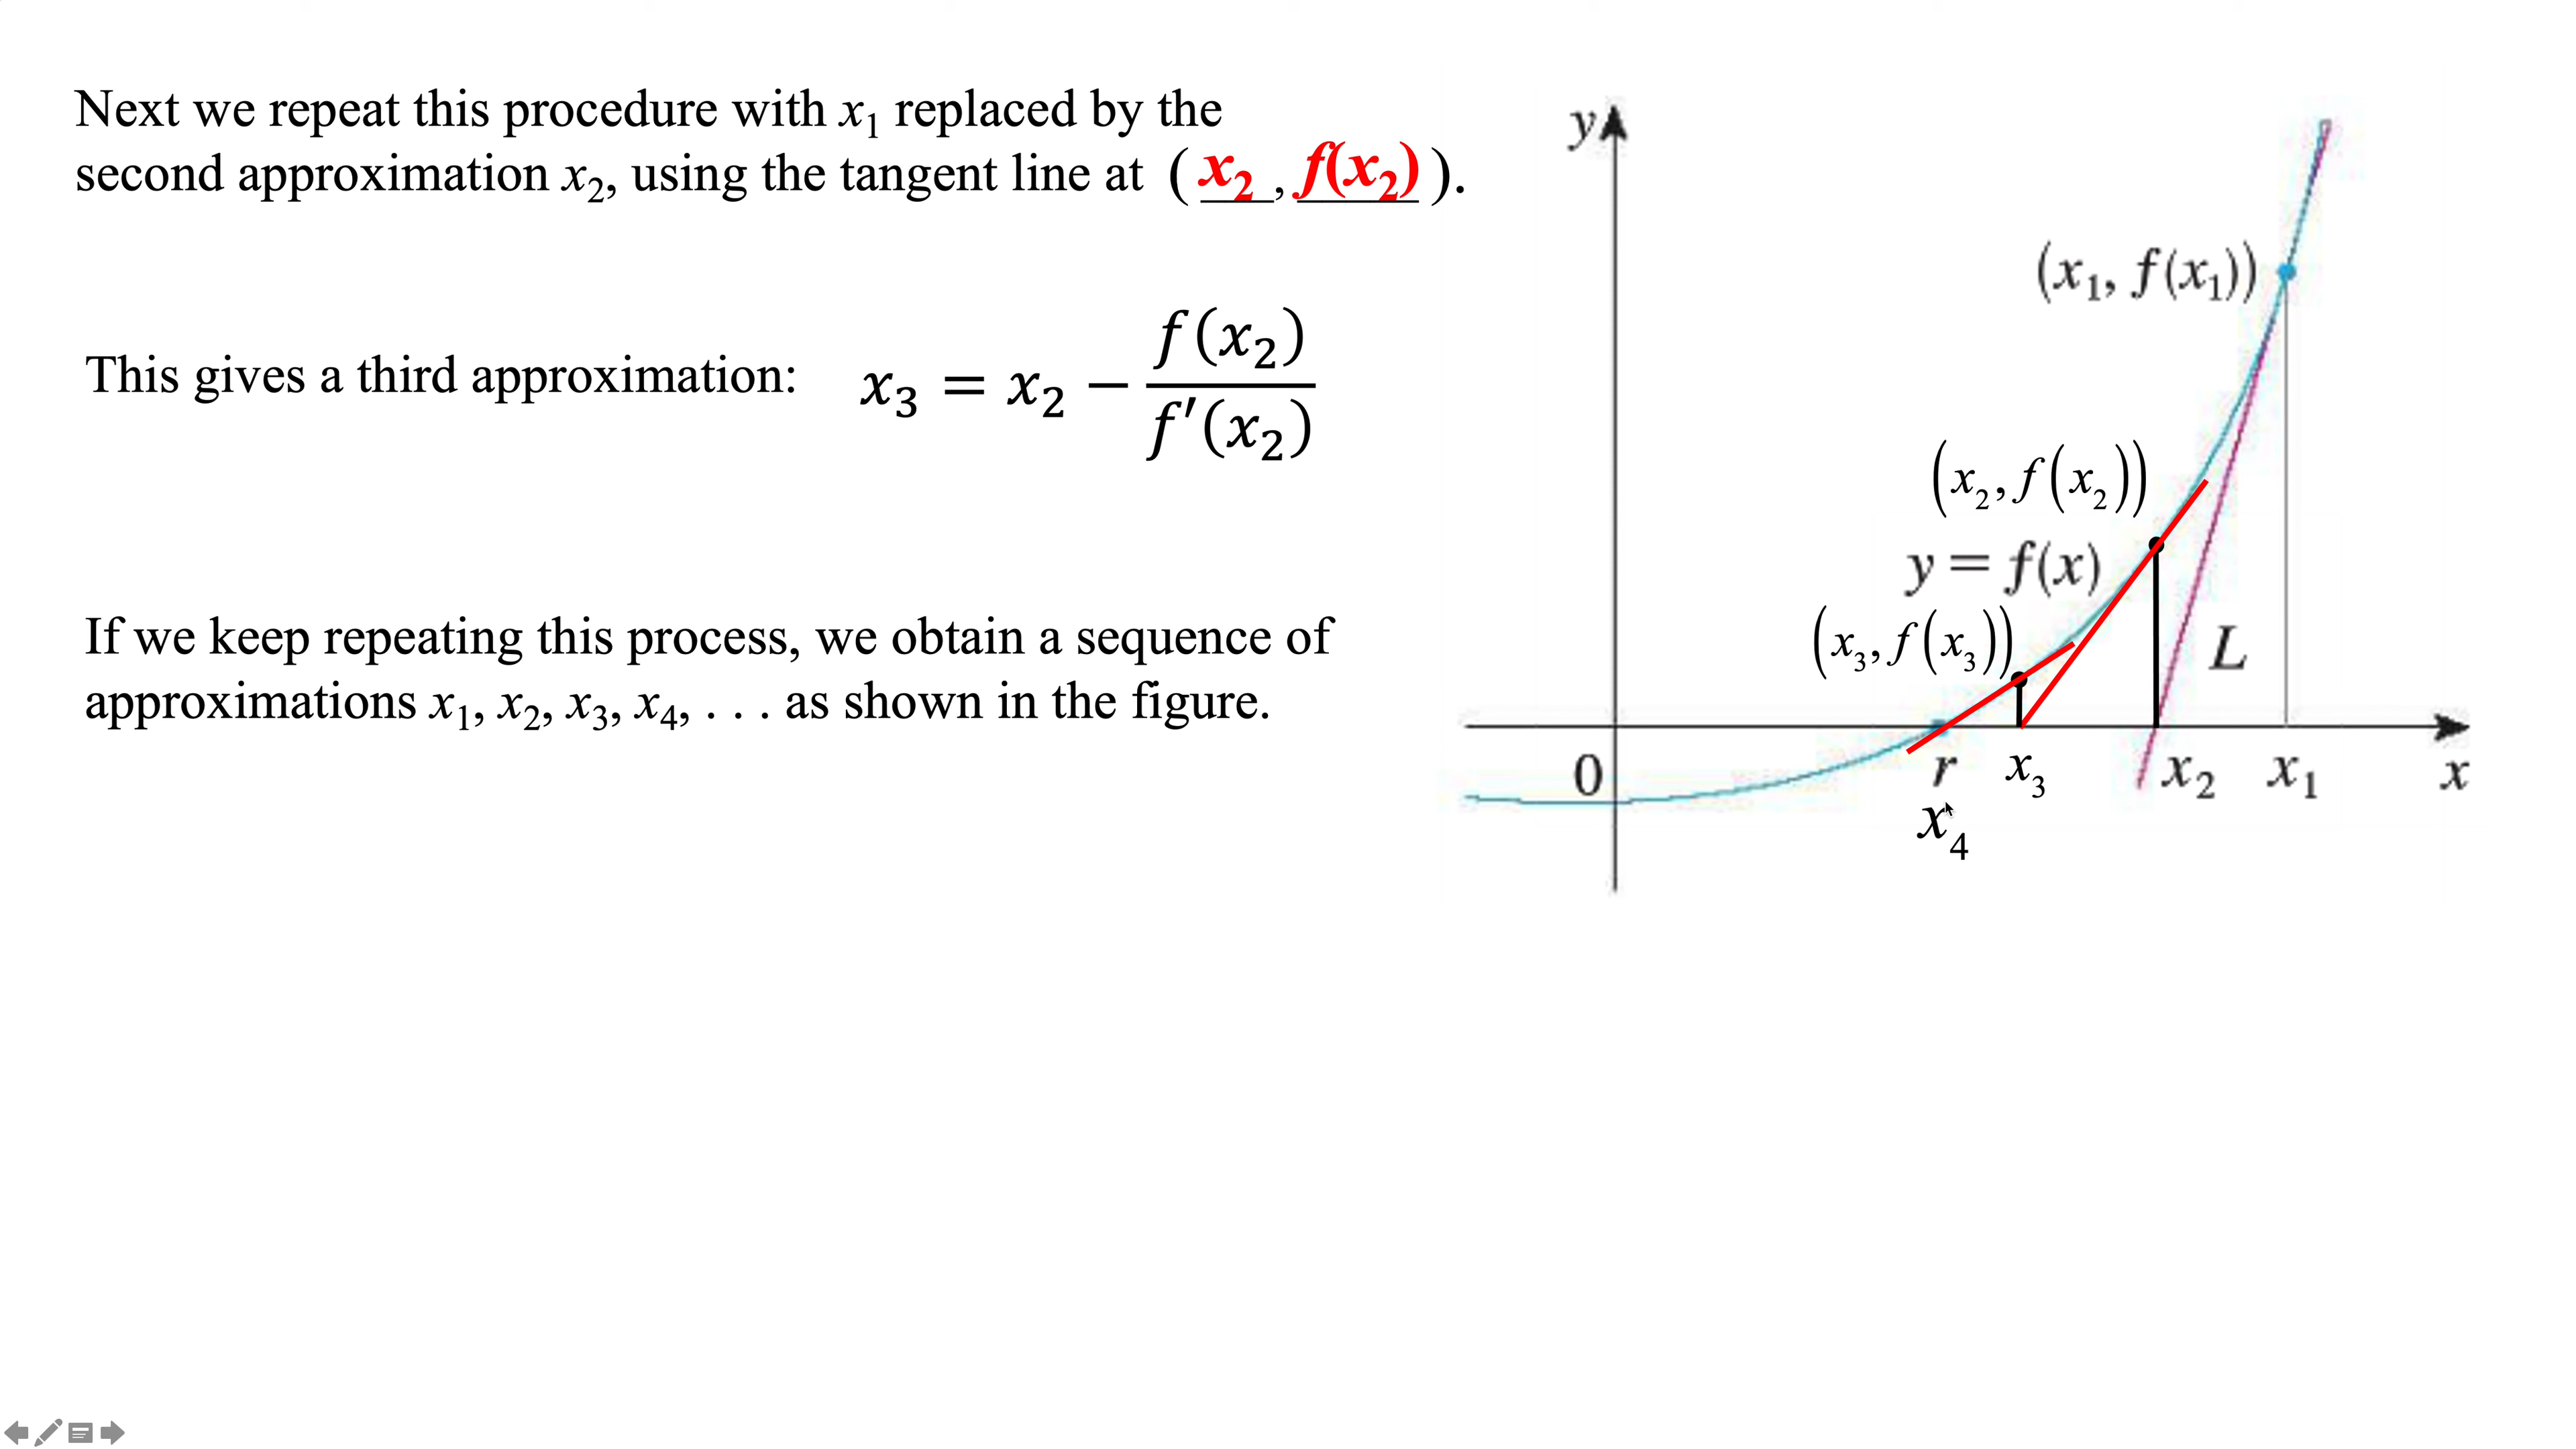 Next we repeat this procedure with x₁ replaced by the
second approximation x₂, using the tangent line at ( x₂ , f(x₂) ).
This gives a third approximation: x₃ = x₂ − f(x₂) / f′(x₂)
If we keep repeating this process, we obtain a sequence of
approximations x₁, x₂, x₃, x₄, . . . as shown in the figure.
y
(x₁, f(x₁))
(x₂, f(x₂))
y = f(x)
(x₃, f(x₃))
L
0
r
x₃
x₂
x₁
x
x₄